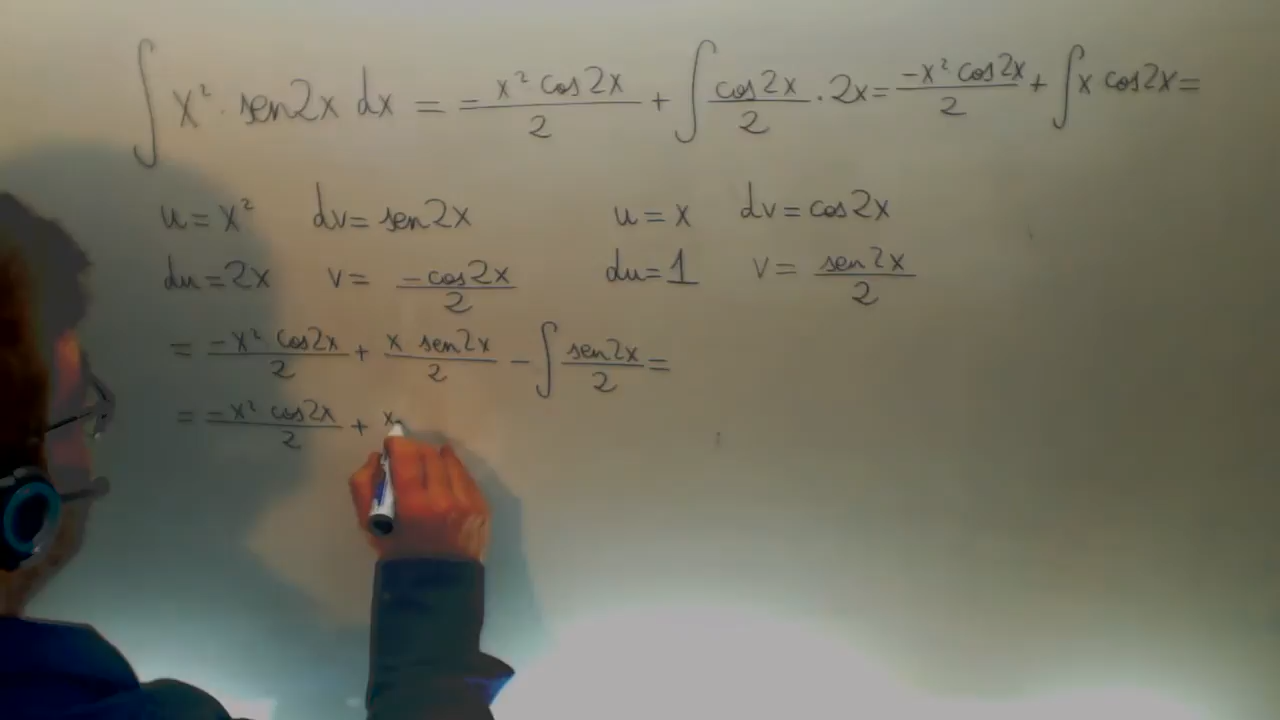 ∫ x² · sen2x dx = - x² cos2x / 2 + ∫ cos2x / 2 · 2x = -x² cos2x / 2 + ∫ x cos2x =
u = x² dv = sen2x u = x dv = cos2x
du = 2x v = -cos2x / 2 du = 1 v = sen2x / 2
= -x² cos2x / 2 + x sen2x / 2 - ∫ sen2x / 2 =
= -x² cos2x / 2 + x